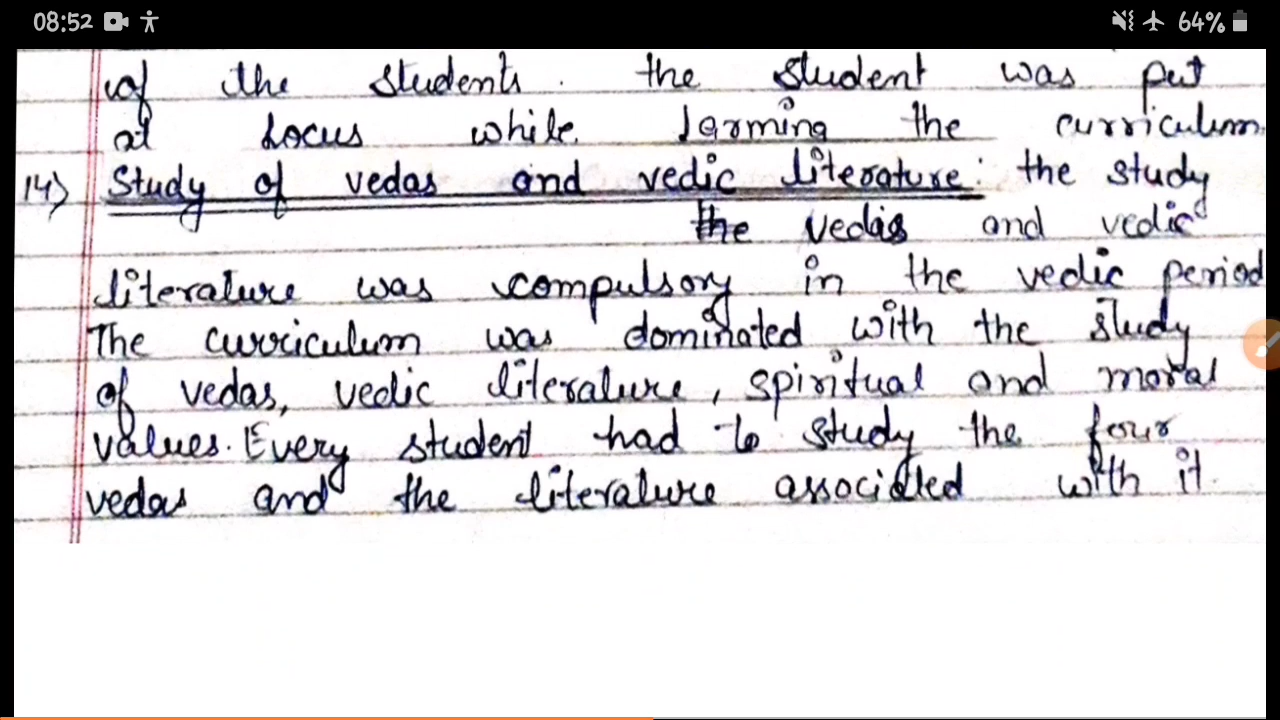 08:52 64%
of the students. the student was put
at locus while farming the curriculum
14) Study of vedas and vedic literature: the study
the vedas and vedic
literature was compulsory in the vedic period
The curriculum was dominated with the study
of vedas, vedic literature, spiritual and moral
values. Every student had to study the four
vedas and the literature associated with it.